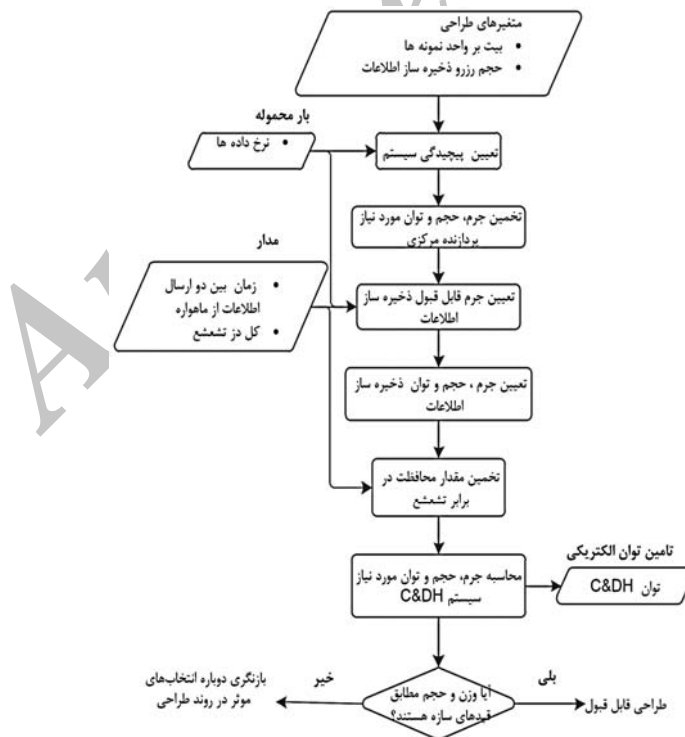 متغیرهای طراحی
• بیت بر واحد نمونه ها
• حجم رزرو ذخیره ساز اطلاعات
بار محموله
• نرخ داده ها
تعیین پیچیدگی سیستم
تخمین جرم، حجم و توان مورد نیاز
پردازنده مرکزی
مدار
• زمان بین دو ارسال
اطلاعات از ماهواره
• کل دز تشعشع
تعیین جرم قابل قبول ذخیره ساز
اطلاعات
تعیین جرم ، حجم و توان ذخیره ساز
اطلاعات
تخمین مقدار محافظت در
برابر تشعشع
تامین توان الکتریکی
توان C&DH
محاسبه جرم، حجم و توان مورد نیاز
سیستم C&DH
آیا وزن و حجم مطابق
قیدهای سازه هستند؟
بلی
طراحی قابل قبول
خیر
بازنگری دوباره انتخاب‌های
موثر در روند طراحی